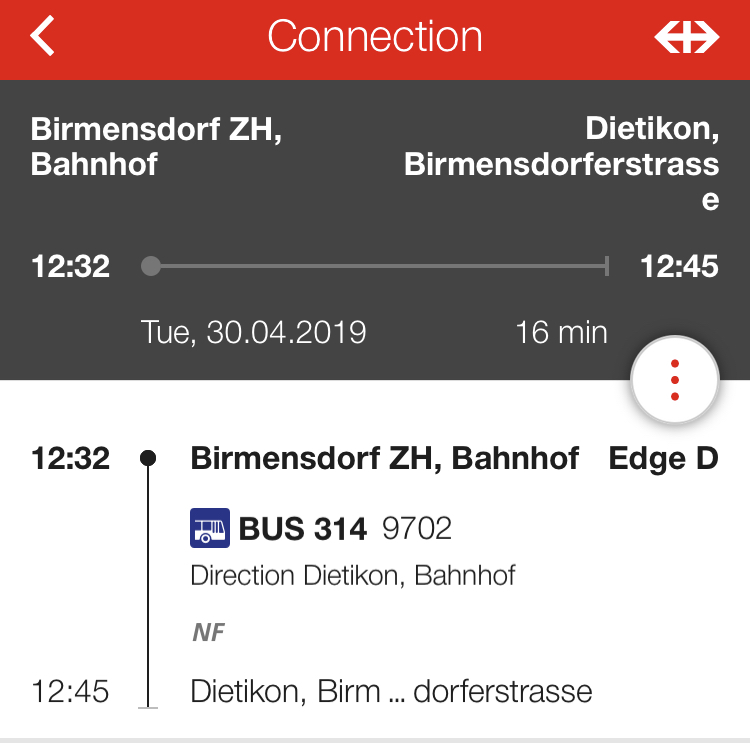 Connection
Birmensdorf ZH,
Bahnhof
Dietikon,
Birmensdorferstrass
e
12:32
12:45
Tue, 30.04.2019
16 min
12:32 Birmensdorf ZH, Bahnhof Edge D
BUS 314 9702
Direction Dietikon, Bahnhof
NF
12:45 Dietikon, Birm ... dorferstrasse